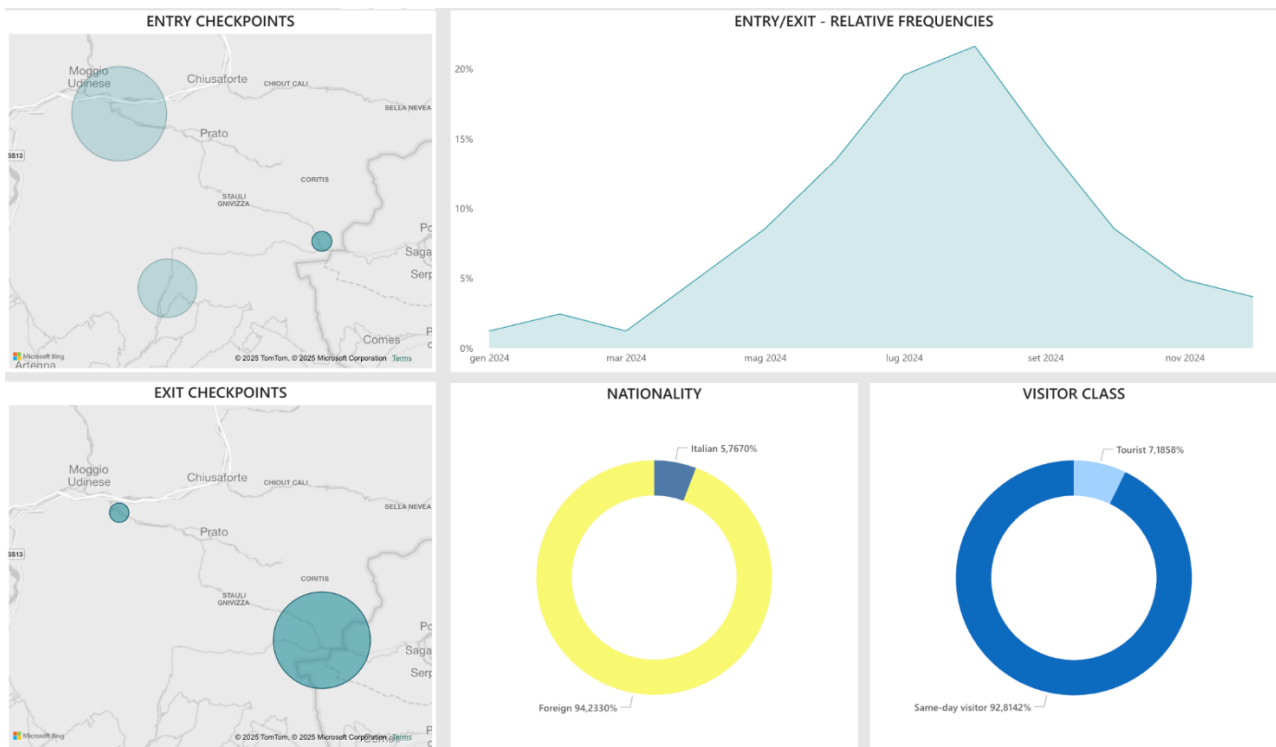 ENTRY CHECKPOINTS
Moggio
Udinese
Chiusaforte
CHIOUT CALI
SELLA NEVEA
Prato
SS13
CORITIS
STAULI
GNIVIZZA
Po
Saga
Serp
Comes
P
c
Microsoft Bing
Artegna
© 2025 TomTom, © 2025 Microsoft Corporation Terms
ENTRY/EXIT - RELATIVE FREQUENCIES
20%
15%
10%
5%
0%
gen 2024
mar 2024
mag 2024
lug 2024
set 2024
nov 2024
EXIT CHECKPOINTS
Moggio
Udinese
Chiusaforte
CHIOUT CALI
SELLA NEVEA
Prato
SS13
CORITIS
STAULI
GNIVIZZA
Po
Saga
Serp
Microsoft Bing
© 2025 TomTom, © 2025 Microsoft Corporation Terms
NATIONALITY
Italian 5,7670%
Foreign 94,2330%
VISITOR CLASS
Tourist 7,1858%
Same-day visitor 92,8142%